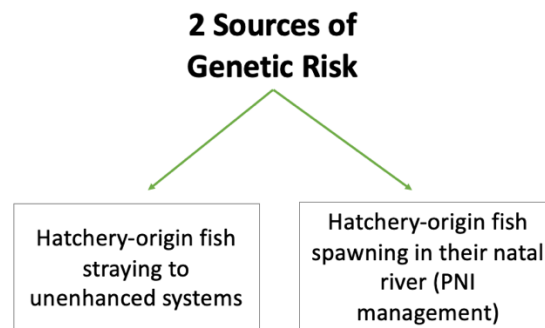 2 Sources of
Genetic Risk
Hatchery-origin fish
straying to
unenhanced systems
Hatchery-origin fish
spawning in their natal
river (PNI
management)